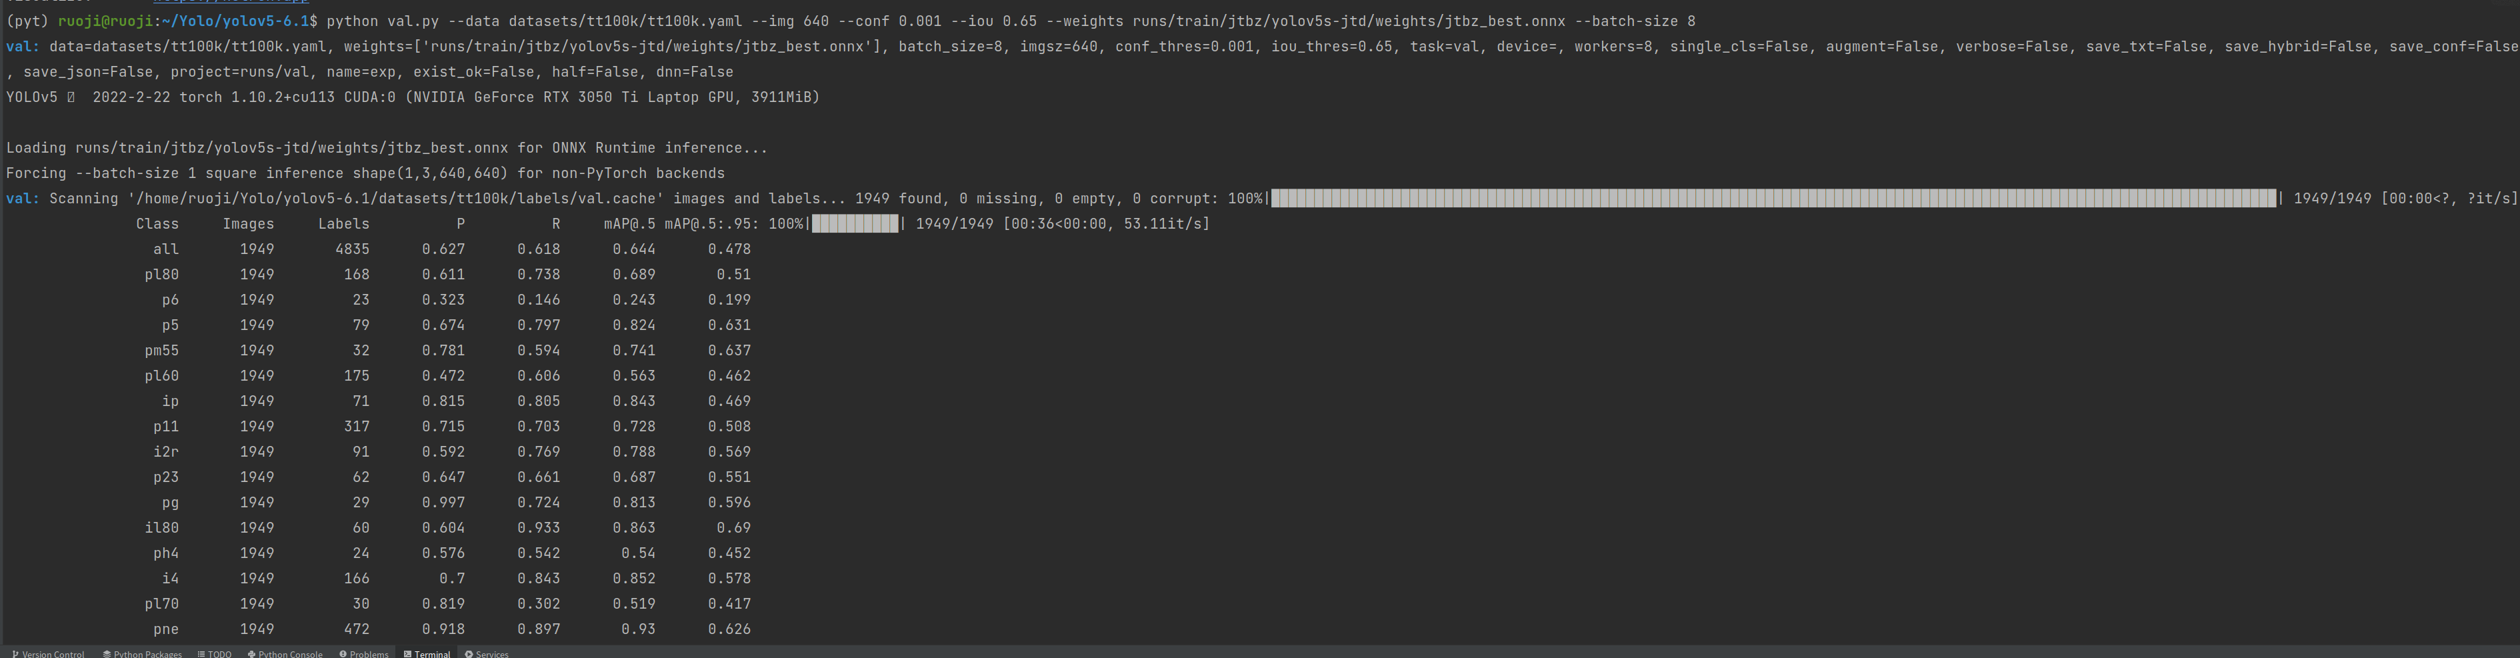 (pyt) ruoji@ruoji:~/Yolo/yolov5-6.1$ python val.py --data datasets/tt100k/tt100k.yaml --img 640 --conf 0.001 --iou 0.65 --weights runs/train/jtbz/yolov5s-jtd/weights/jtbz_best.onnx --batch-size 8
val: data=datasets/tt100k/tt100k.yaml, weights=['runs/train/jtbz/yolov5s-jtd/weights/jtbz_best.onnx'], batch_size=8, imgsz=640, conf_thres=0.001, iou_thres=0.65, task=val, device=, workers=8, single_cls=False, augment=False, verbose=False, save_txt=False, save_hybrid=False, save_conf=False
, save_json=False, project=runs/val, name=exp, exist_ok=False, half=False, dnn=False
YOLOv5 2022-2-22 torch 1.10.2+cu113 CUDA:0 (NVIDIA GeForce RTX 3050 Ti Laptop GPU, 3911MiB)
Loading runs/train/jtbz/yolov5s-jtd/weights/jtbz_best.onnx for ONNX Runtime inference...
Forcing --batch-size 1 square inference shape(1,3,640,640) for non-PyTorch backends
val: Scanning '/home/ruoji/Yolo/yolov5-6.1/datasets/tt100k/labels/val.cache' images and labels... 1949 found, 0 missing, 0 empty, 0 corrupt: 100%|██████████| 1949/1949 [00:00<?, ?it/s]
Class Images Labels P R mAP@.5 mAP@.5:.95: 100%|██████████| 1949/1949 [00:36<00:00, 53.11it/s]
all 1949 4835 0.627 0.618 0.644 0.478
pl80 1949 168 0.611 0.738 0.689 0.51
p6 1949 23 0.323 0.146 0.243 0.199
p5 1949 79 0.674 0.797 0.824 0.631
pm55 1949 32 0.781 0.594 0.741 0.637
pl60 1949 175 0.472 0.606 0.563 0.462
ip 1949 71 0.815 0.805 0.843 0.469
p11 1949 317 0.715 0.703 0.728 0.508
i2r 1949 91 0.592 0.769 0.788 0.569
p23 1949 62 0.647 0.661 0.687 0.551
pg 1949 29 0.997 0.724 0.813 0.596
il80 1949 60 0.604 0.933 0.863 0.69
ph4 1949 24 0.576 0.542 0.54 0.452
i4 1949 166 0.7 0.843 0.852 0.578
pl70 1949 30 0.819 0.302 0.519 0.417
pne 1949 472 0.918 0.897 0.93 0.626
Version Control Python Packages TODO Python Console Problems Terminal Services